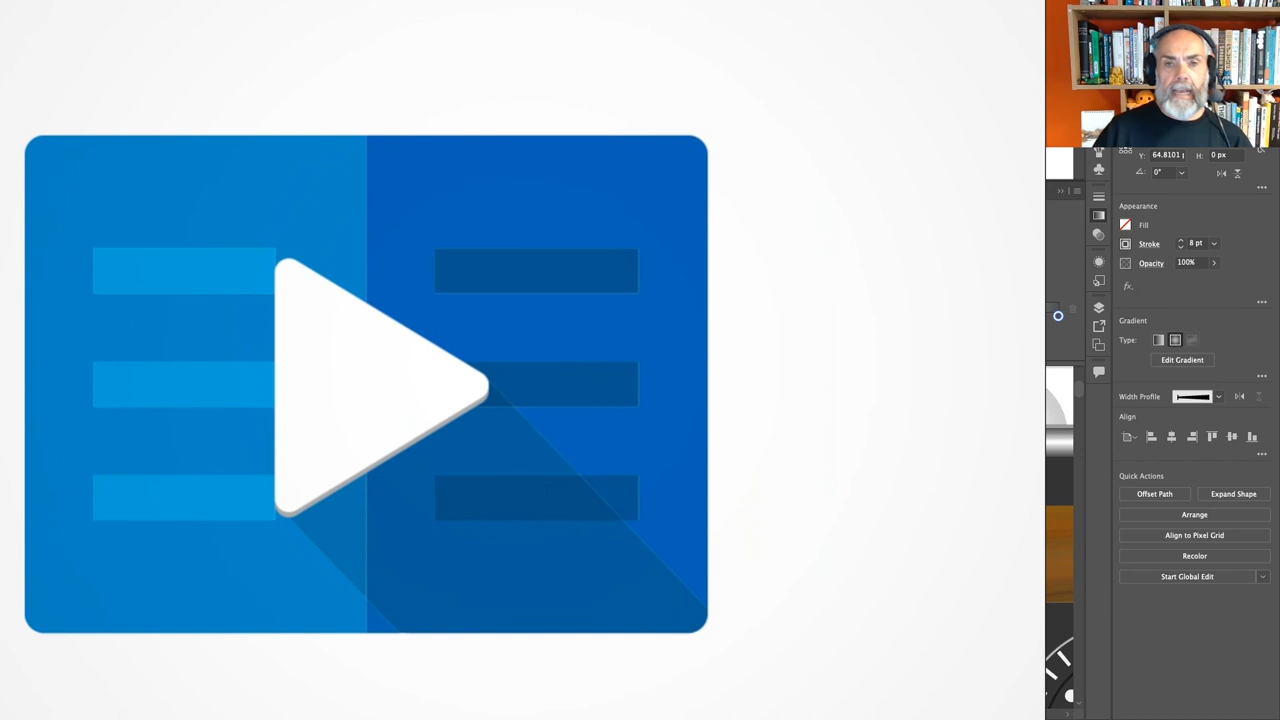 Y: 64.8101 H: 0 px
0°
Appearance
Fill
Stroke 8 pt
Opacity 100%
fx.
Gradient
Type:
Edit Gradient
Width Profile
Align
Quick Actions
Offset Path Expand Shape
Arrange
Align to Pixel Grid
Recolor
Start Global Edit